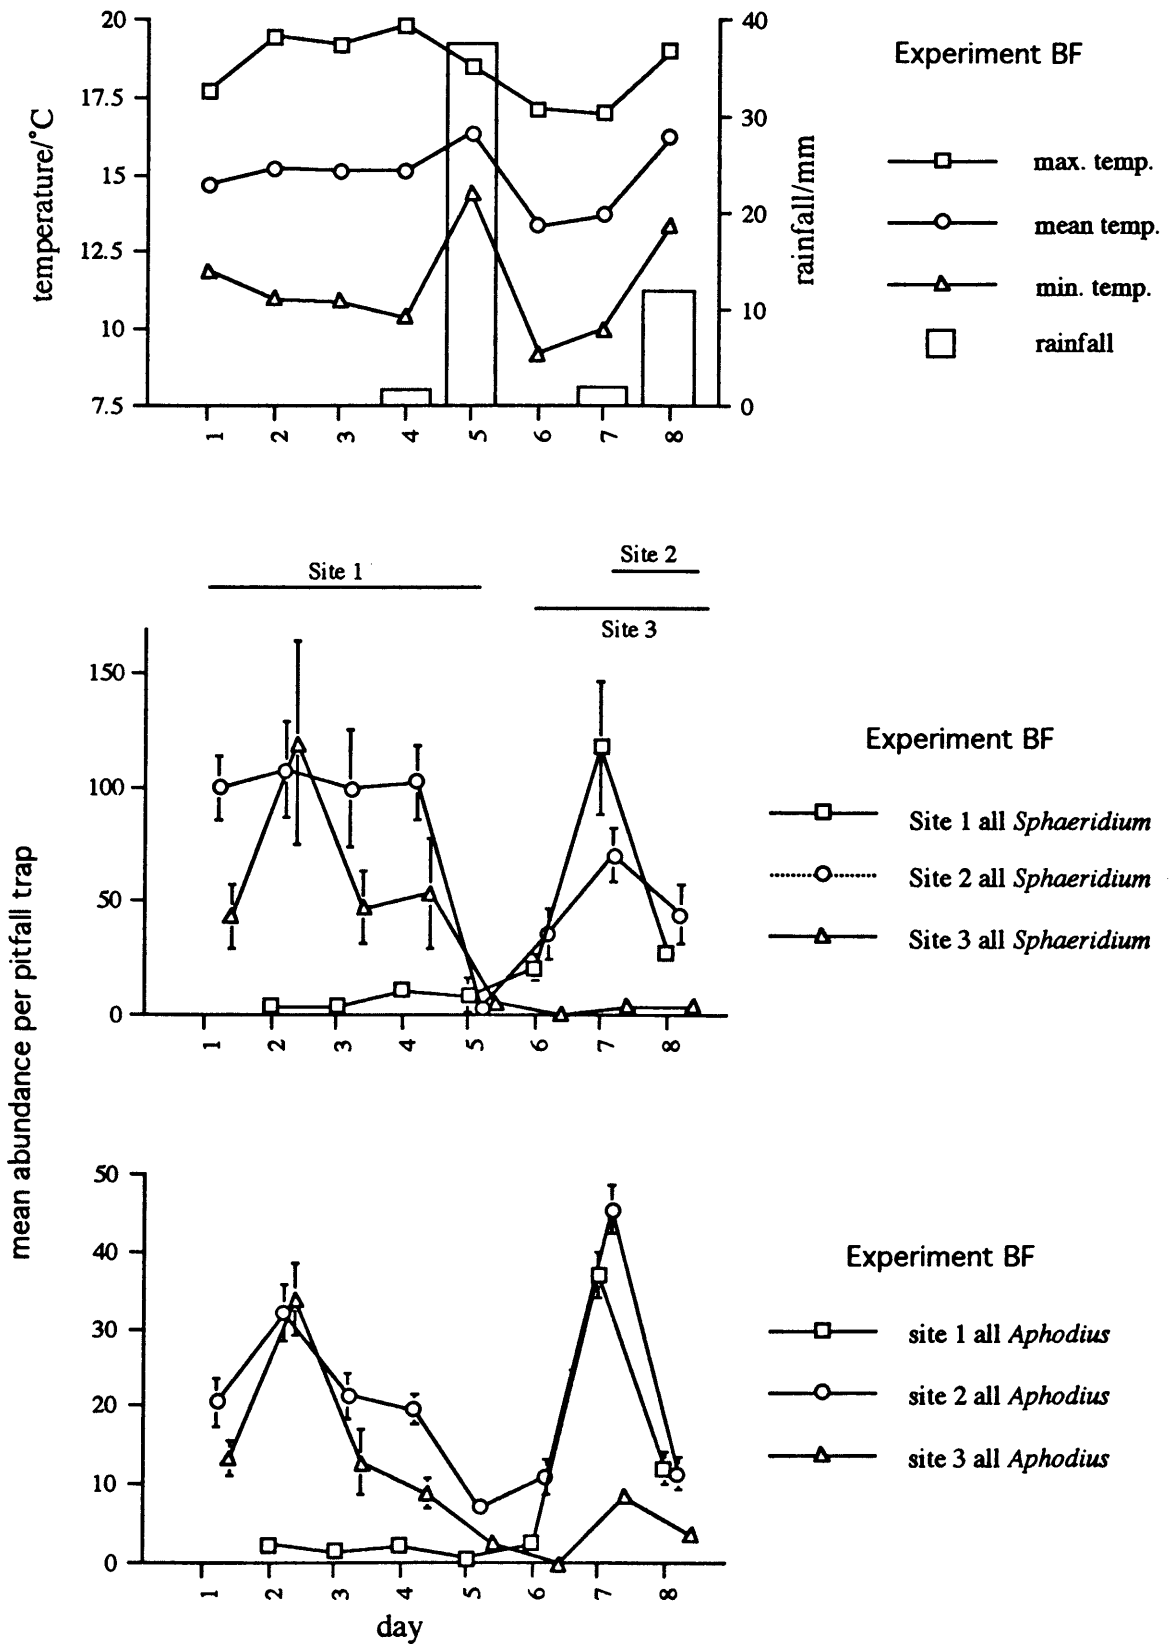 20
17.5
15
12.5
10
7.5
temperature/°C
40
30
20
10
0
rainfall/mm
1 2 3 4 5 6 7 8
Experiment BF
max. temp.
mean temp.
min. temp.
rainfall
Site 1
Site 2
Site 3
150
100
50
0
1 2 3 4 5 6 7 8
Experiment BF
Site 1 all Sphaeridium
Site 2 all Sphaeridium
Site 3 all Sphaeridium
mean abundance per pitfall trap
50
40
30
20
10
0
1 2 3 4 5 6 7 8
day
Experiment BF
site 1 all Aphodius
site 2 all Aphodius
site 3 all Aphodius